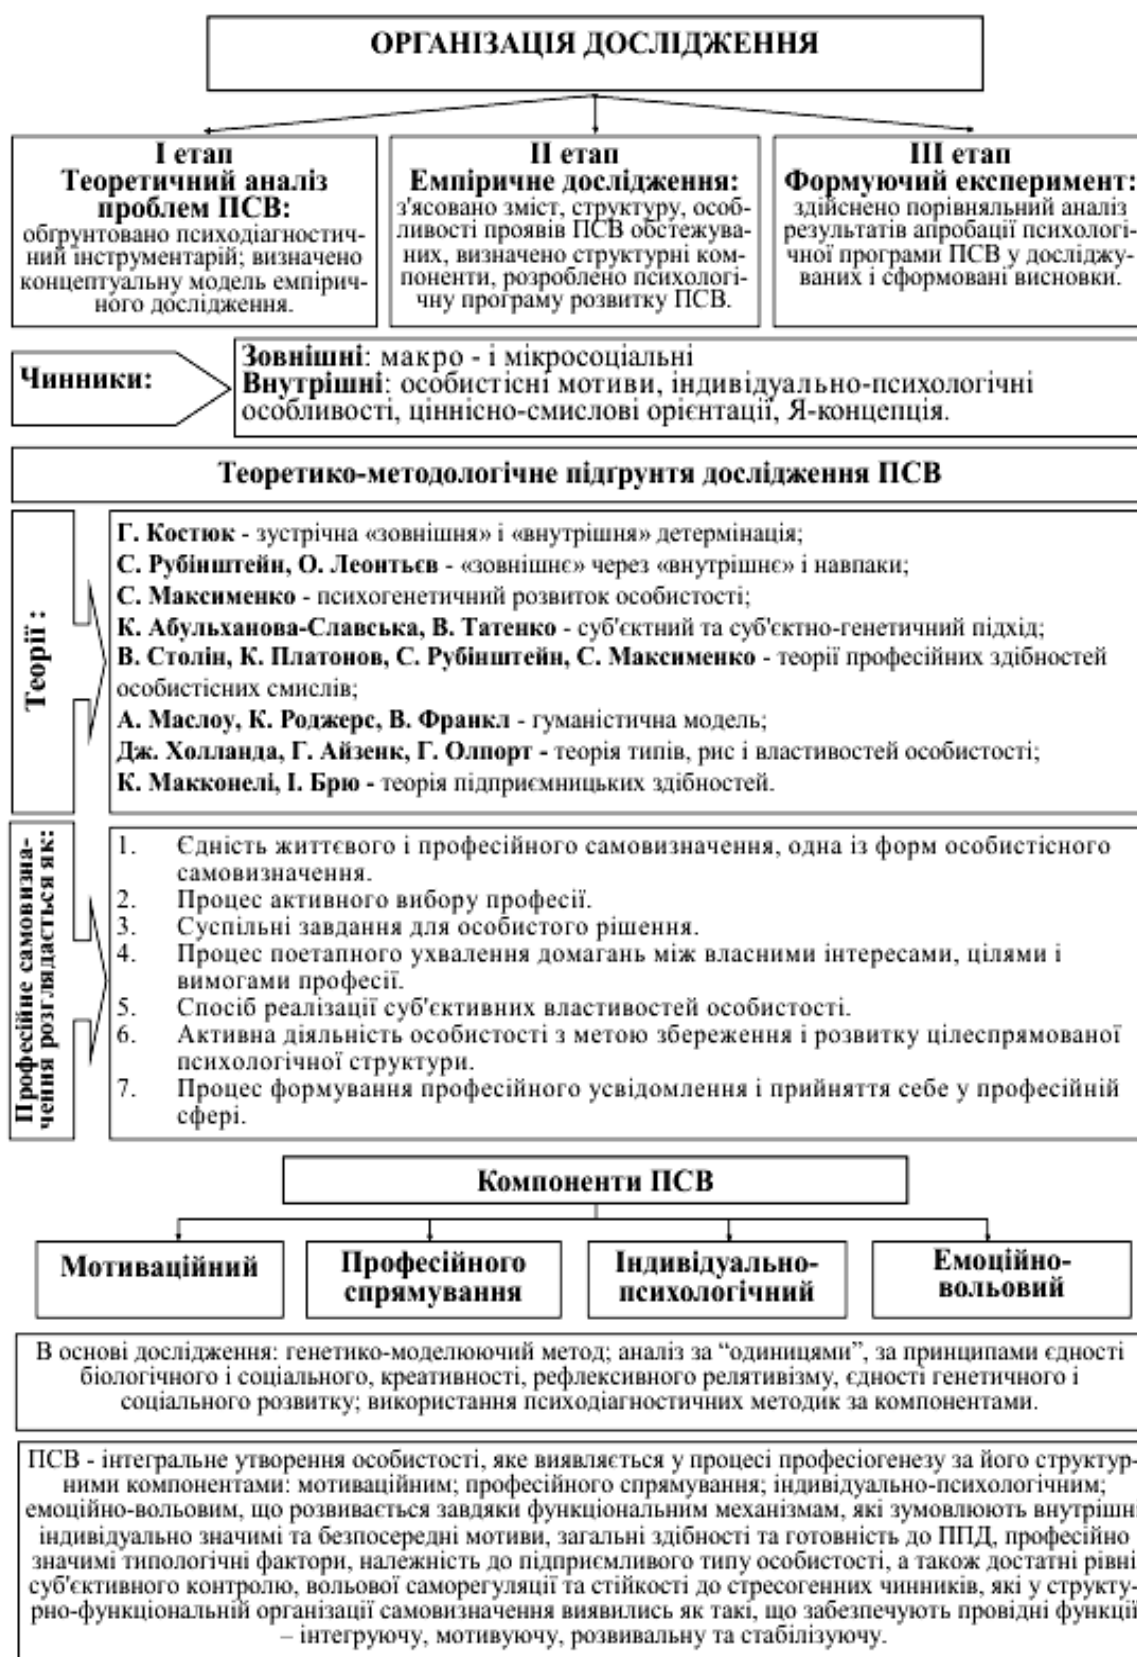 ОРГАНІЗАЦІЯ ДОСЛІДЖЕННЯ
І етап
Теоретичний аналіз
проблем ПСВ:
обґрунтовано психодіагностич-
ний інструментарій; визначено
концептуальну модель емпірич-
ного дослідження.
ІІ етап
Емпіричне дослідження:
з'ясовано зміст, структуру, особ-
ливості проявів ПСВ обстежува-
них, визначено структурні ком-
поненти, розроблено психологі-
чну програму розвитку ПСВ.
ІІІ етап
Формуючий експеримент:
здійснено порівняльний аналіз
результатів апробації психологі-
чної програми ПСВ у досліджу-
ваних і сформовані висновки.
Чинники:
Зовнішні: макро - і мікросоціальні
Внутрішні: особистісні мотиви, індивідуально-психологічні
особливості, ціннісно-смислові орієнтації, Я-концепція.
Теоретико-методологічне підґрунтя дослідження ПСВ
Теорії :
Г. Костюк - зустрічна «зовнішня» і «внутрішня» детермінація;
С. Рубінштейн, О. Леонтьєв - «зовнішнє» через «внутрішнє» і навпаки;
С. Максименко - психогенетичний розвиток особистості;
К. Абульханова-Славська, В. Татенко - суб'єктний та суб'єктно-генетичний підхід;
В. Столін, К. Платонов, С. Рубінштейн, С. Максименко - теорії професійних здібностей
особистісних смислів;
А. Маслоу, К. Роджерс, В. Франкл - гуманістична модель;
Дж. Холланда, Г. Айзенк, Г. Олпорт - теорія типів, рис і властивостей особистості;
К. Макконелі, І. Брю - теорія підприємницьких здібностей.
Професійне самовизна-
чення розглядається як:
1. Єдність життєвого і професійного самовизначення, одна із форм особистісного
самовизначення.
2. Процес активного вибору професії.
3. Суспільні завдання для особистого рішення.
4. Процес поетапного ухвалення домагань між власними інтересами, цілями і
вимогами професії.
5. Спосіб реалізації суб'єктивних властивостей особистості.
6. Активна діяльність особистості з метою збереження і розвитку цілеспрямованої
психологічної структури.
7. Процес формування професійного усвідомлення і прийняття себе у професійній
сфері.
Компоненти ПСВ
Мотиваційний
Професійного
спрямування
Індивідуально-
психологічний
Емоційно-
вольовий
В основі дослідження: генетико-моделюючий метод; аналіз за “одиницями”, за принципами єдності
біологічного і соціального, креативності, рефлексивного релятивізму, єдності генетичного і
соціального розвитку; використання психодіагностичних методик за компонентами.
ПСВ - інтегральне утворення особистості, яке виявляється у процесі професіогенезу за його структур-
ними компонентами: мотиваційним; професійного спрямування; індивідуально-психологічним;
емоційно-вольовим, що розвивається завдяки функціональним механізмам, які зумовлюють внутрішні
індивідуально значимі та безпосередні мотиви, загальні здібності та готовність до ППД, професійно
значимі типологічні фактори, належність до підприємливого типу особистості, а також достатні рівні
суб'єктивного контролю, вольової саморегуляції та стійкості до стресогенних чинників, які у структу-
рно-функціональній організації самовизначення виявились як такі, що забезпечують провідні функції
– інтегруючу, мотивуючу, розвивальну та стабілізуючу.